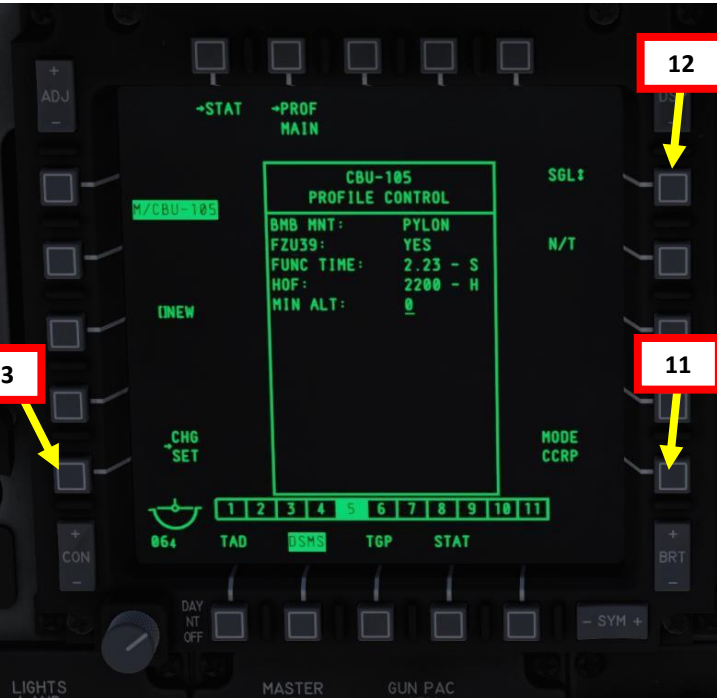 12
+
ADJ
-
DS
-
→STAT →PROF
MAIN
CBU-105
PROFILE CONTROL
SGL↕
M/CBU-105
BMB MNT: PYLON
FZU39: YES
N/T
FUNC TIME: 2.23 - S
HOF: 2200 - H
MIN ALT: 0
[]NEW
3
11
→CHG
SET
MODE
CCRP
1 2 3 4 5 6 7 8 9 10 11
064 TAD DSMS TGP STAT
+
CON
-
+
BRT
-
DAY
NT
OFF
- SYM +
LIGHTS
MASTER
GUN PAC